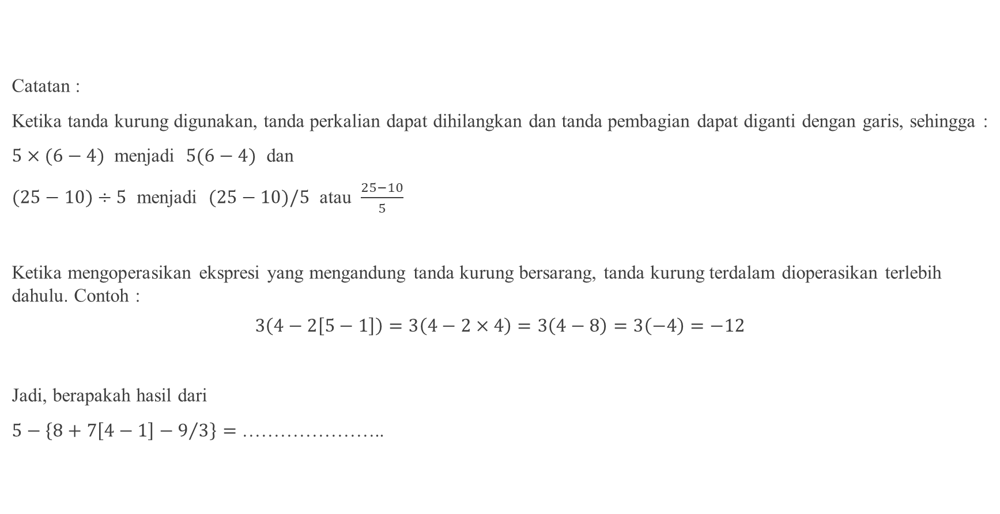 Catatan :
Ketika tanda kurung digunakan, tanda perkalian dapat dihilangkan dan tanda pembagian dapat diganti dengan garis, sehingga :
5 × (6 − 4) menjadi 5(6 − 4) dan
(25 − 10) ÷ 5 menjadi (25 − 10)/5 atau \frac{25−10}{5}
Ketika mengoperasikan ekspresi yang mengandung tanda kurung bersarang, tanda kurung terdalam dioperasikan terlebih
dahulu. Contoh :
3(4 − 2[5 − 1]) = 3(4 − 2 × 4) = 3(4 − 8) = 3(−4) = −12
Jadi, berapakah hasil dari
5 − {8 + 7[4 − 1] − 9/3} = ……………………..